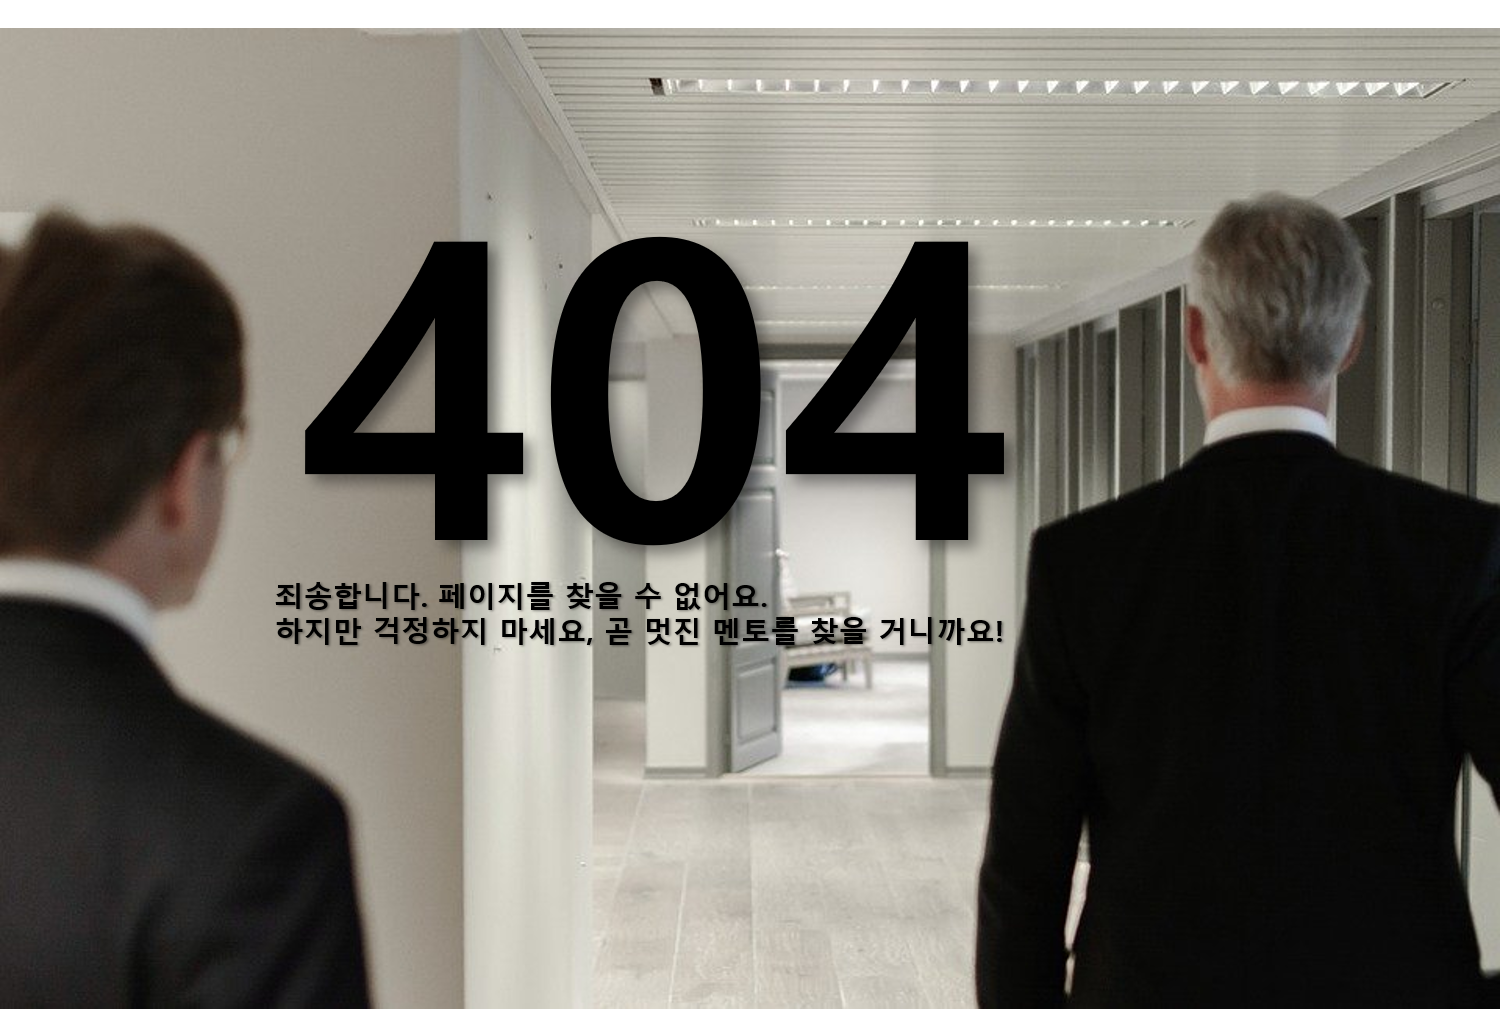 404
죄송합니다. 페이지를 찾을 수 없어요.
하지만 걱정하지 마세요, 곧 멋진 멘토를 찾을 거니까요!